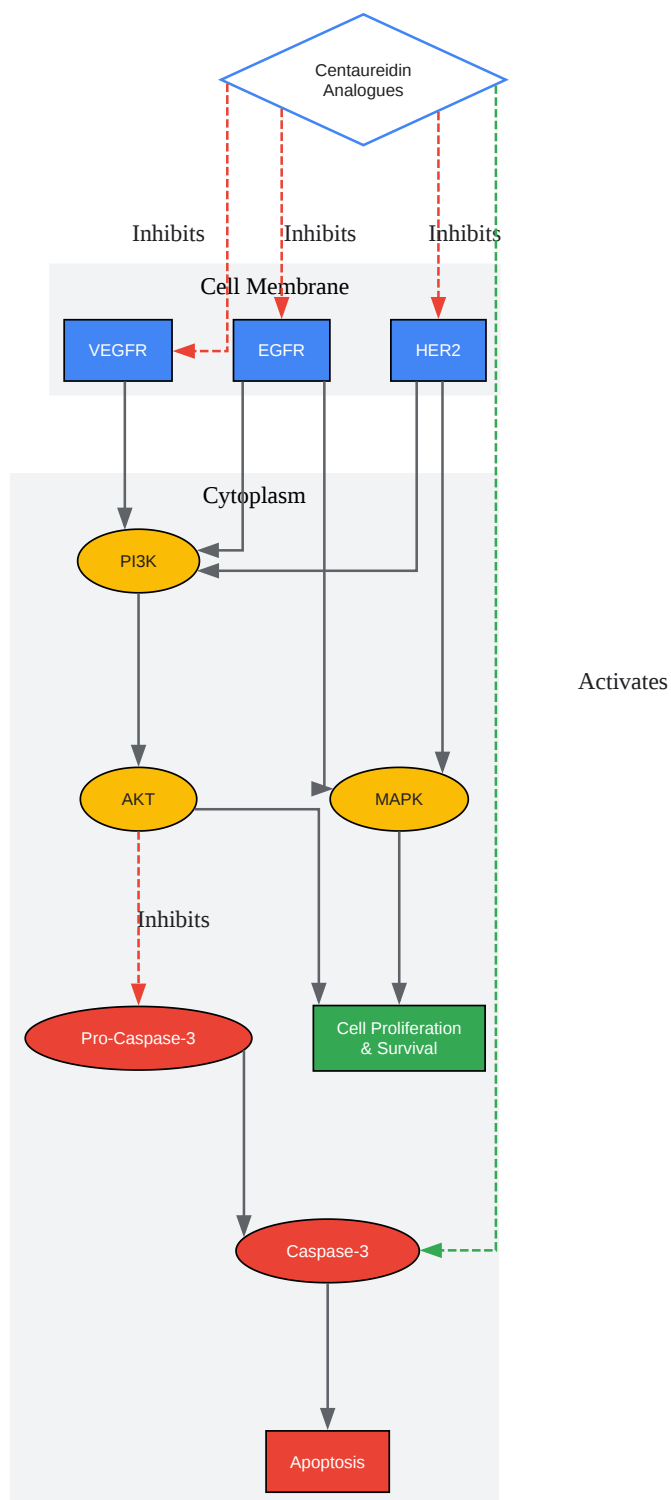 Centaureidin
Analogues
Inhibits
Inhibits
Inhibits
Cell Membrane
VEGFR
EGFR
HER2
Cytoplasm
PI3K
Activates
AKT
MAPK
Inhibits
Pro-Caspase-3
Cell Proliferation
& Survival
Caspase-3
Apoptosis